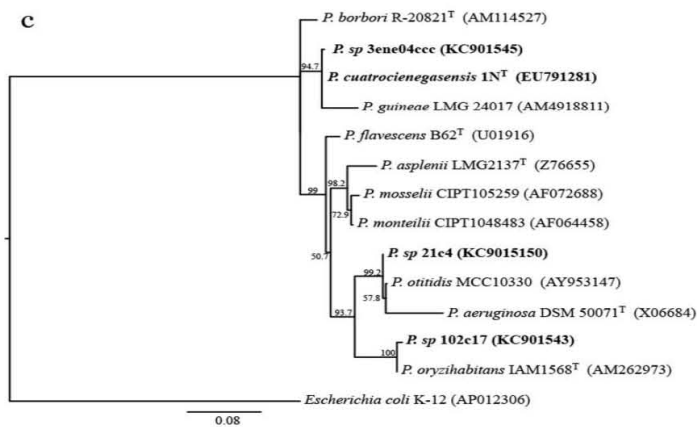 c
P. borbori R-20821ᵀ (AM114527)
P. sp 3ene04ccc (KC901545)
94.7
P. cuatrocienegasensis 1Nᵀ (EU791281)
P. guineae LMG 24017 (AM4918811)
P. flavescens B62ᵀ (U01916)
P. asplenii LMG2137ᵀ (Z76655)
98.2
99
P. mosselii CIPT105259 (AF072688)
72.9
P. monteilii CIPT1048483 (AF064458)
P. sp 21c4 (KC9015150)
50.7
99.2
P. otitidis MCC10330 (AY953147)
57.8
P. aeruginosa DSM 50071ᵀ (X06684)
93.7
P. sp 102c17 (KC901543)
100
P. oryzihabitans IAM1568ᵀ (AM262973)
Escherichia coli K-12 (AP012306)
0.08